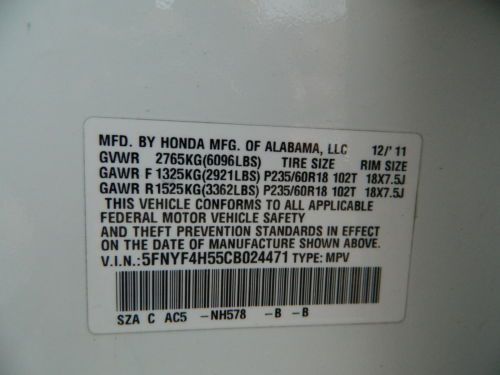 MFD. BY HONDA MFG. OF ALABAMA, LLC 12/'11
GVWR 2765KG(6096LBS) TIRE SIZE RIM SIZE
GAWR F 1325KG(2921LBS) P235/60R18 102T 18X7.5J
GAWR R 1525KG(3362LBS) P235/60R18 102T 18X7.5J
THIS VEHICLE CONFORMS TO ALL APPLICABLE
FEDERAL MOTOR VEHICLE SAFETY
AND THEFT PREVENTION STANDARDS IN EFFECT
ON THE DATE OF MANUFACTURE SHOWN ABOVE.
V.I.N.: 5FNYF4H55CB024471 TYPE: MPV
SZA C AC5 -NH578 -B -B